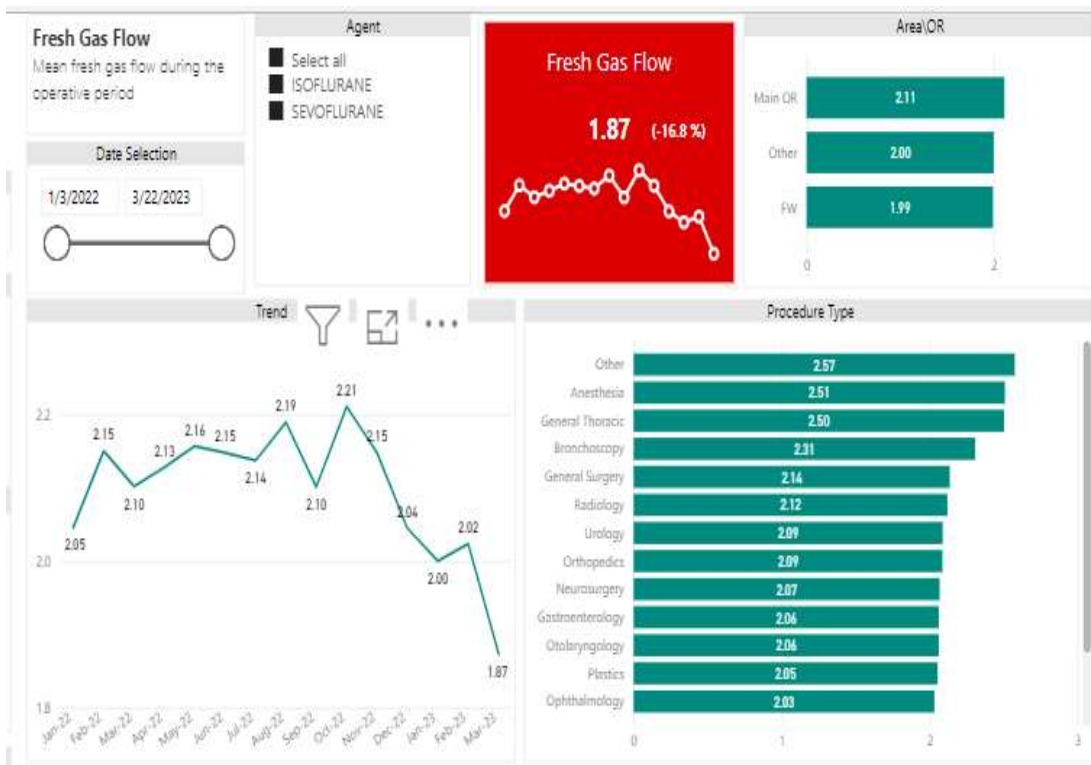 Fresh Gas Flow
Mean fresh gas flow during the
operative period
Date Selection
1/3/2022 3/22/2023
Agent
Select all
ISOFLURANE
SEVOFLURANE
Fresh Gas Flow
1.87 (-16.8 %)
Area\OR
Main OR 2.11
Other 2.00
FW 1.99
0 2
Trend
2.2
2.0
1.8
2.05
2.15
2.10
2.13
2.16
2.15
2.14
2.19
2.10
2.21
2.15
2.04
2.00
2.02
1.87
Jan-22 Feb-22 Mar-22 Apr-22 May-22 Jun-22 Jul-22 Aug-22 Sep-22 Oct-22 Nov-22 Dec-22 Jan-23 Feb-23 Mar-23
Procedure Type
Other 2.57
Anesthesia 2.51
General Thoracic 2.50
Bronchoscopy 2.31
General Surgery 2.14
Radiology 2.12
Urology 2.09
Orthopedics 2.09
Neurosurgery 2.07
Gastroenterology 2.06
Otolaryngology 2.06
Plastics 2.05
Ophthalmology 2.03
0 1 2 3